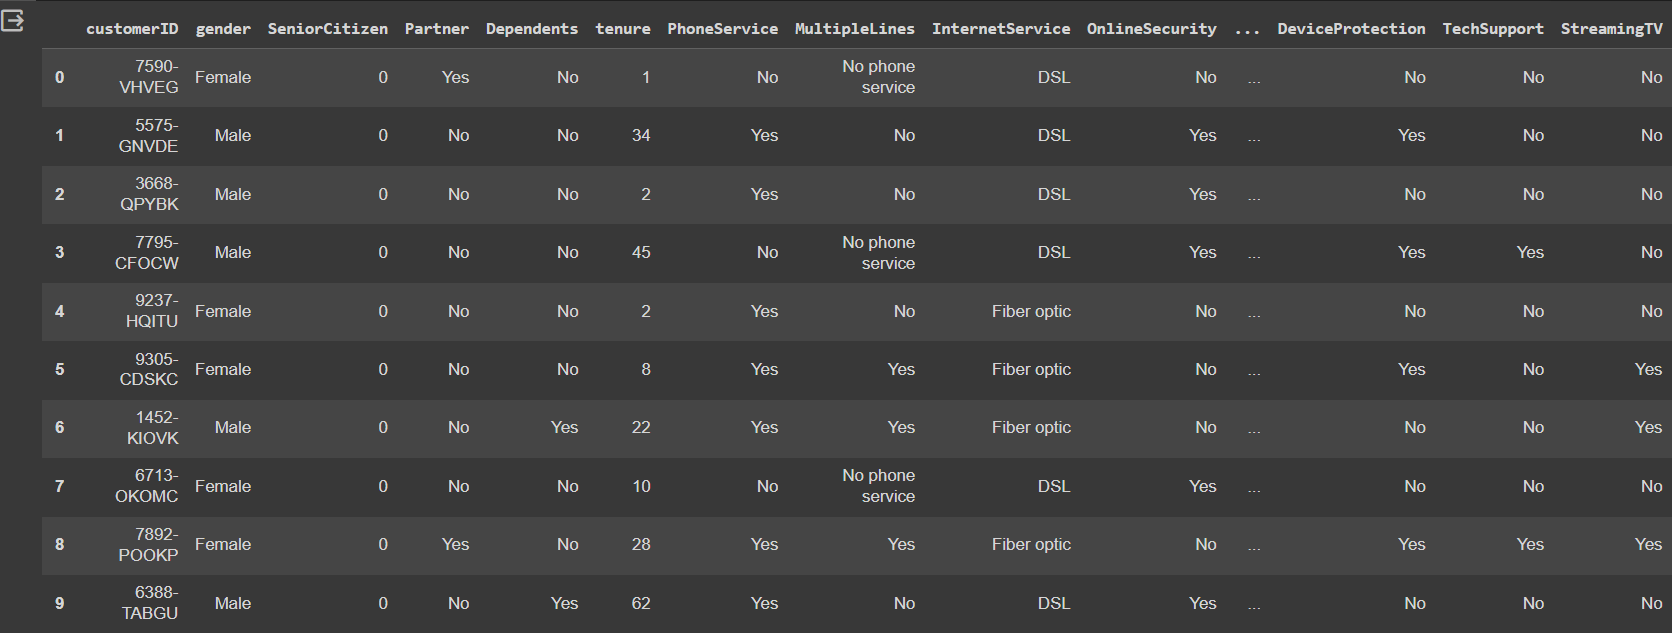 customerID gender SeniorCitizen Partner Dependents tenure PhoneService MultipleLines InternetService OnlineSecurity ... DeviceProtection TechSupport StreamingTV
0 7590-VHVEG Female 0 Yes No 1 No No phone service DSL No ... No No No
1 5575-GNVDE Male 0 No No 34 Yes No DSL Yes ... Yes No No
2 3668-QPYBK Male 0 No No 2 Yes No DSL Yes ... No No No
3 7795-CFOCW Male 0 No No 45 No No phone service DSL Yes ... Yes Yes No
4 9237-HQITU Female 0 No No 2 Yes No Fiber optic No ... No No No
5 9305-CDSKC Female 0 No No 8 Yes Yes Fiber optic No ... Yes No Yes
6 1452-KIOVK Male 0 No Yes 22 Yes Yes Fiber optic No ... No No Yes
7 6713-OKOMC Female 0 No No 10 No No phone service DSL Yes ... No No No
8 7892-POOKP Female 0 Yes No 28 Yes Yes Fiber optic No ... Yes Yes Yes
9 6388-TABGU Male 0 No Yes 62 Yes No DSL Yes ... No No No